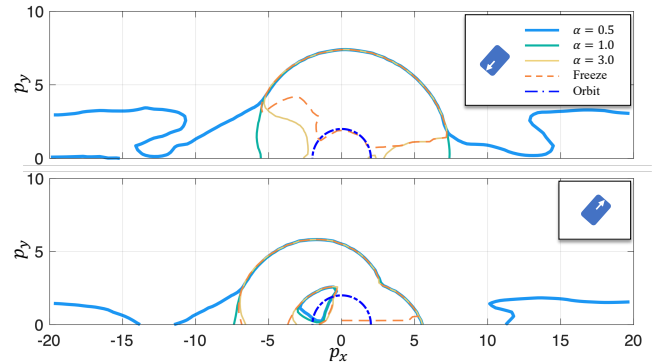 10
p_y
5
0
α = 0.5
α = 1.0
α = 3.0
Freeze
Orbit
10
p_y
5
0
-20 -15 -10 -5 0 5 10 15 20
p_x